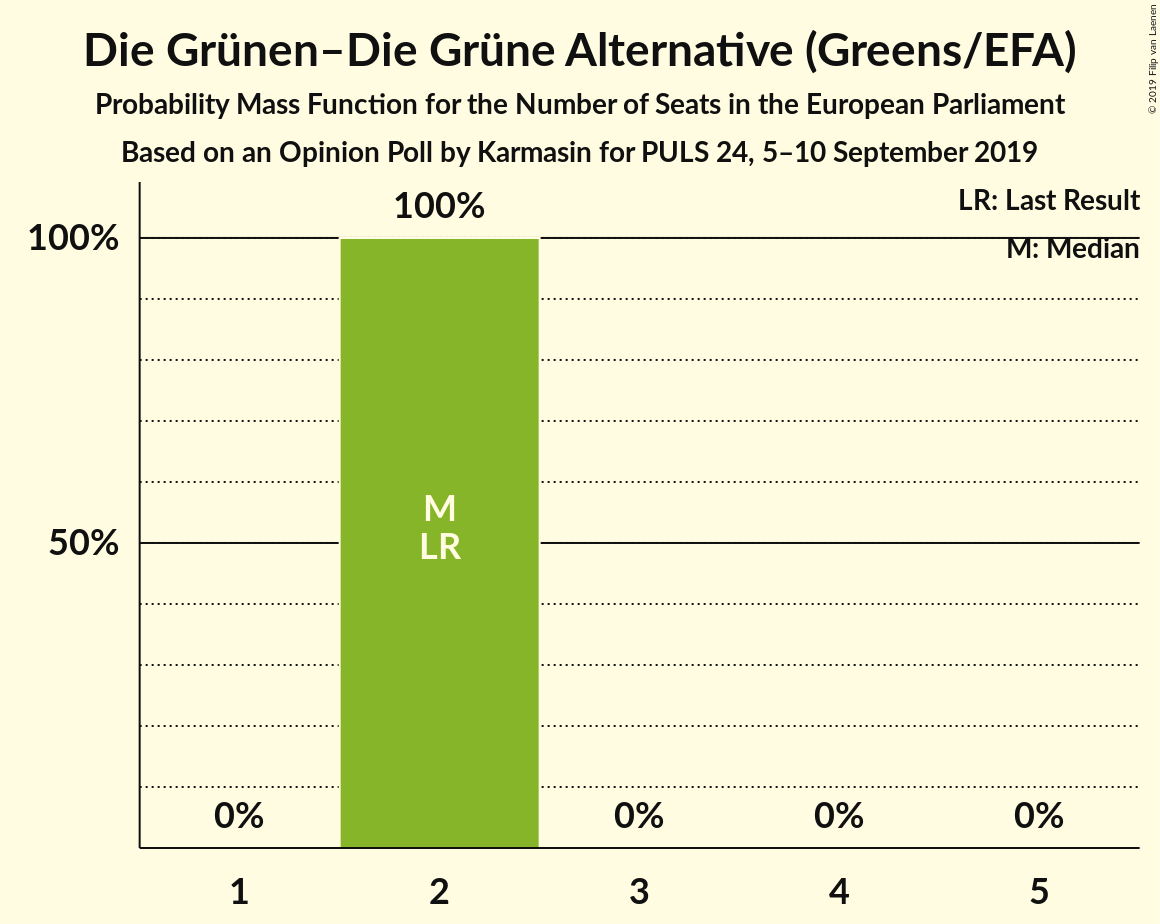 Die Grünen–Die Grüne Alternative (Greens/EFA)
Probability Mass Function for the Number of Seats in the European Parliament
Based on an Opinion Poll by Karmasin for PULS 24, 5–10 September 2019
© 2019 Filip van Laenen
LR: Last Result
M: Median
100%
100%
50%
M
LR
0%
0%
0%
0%
1
2
3
4
5